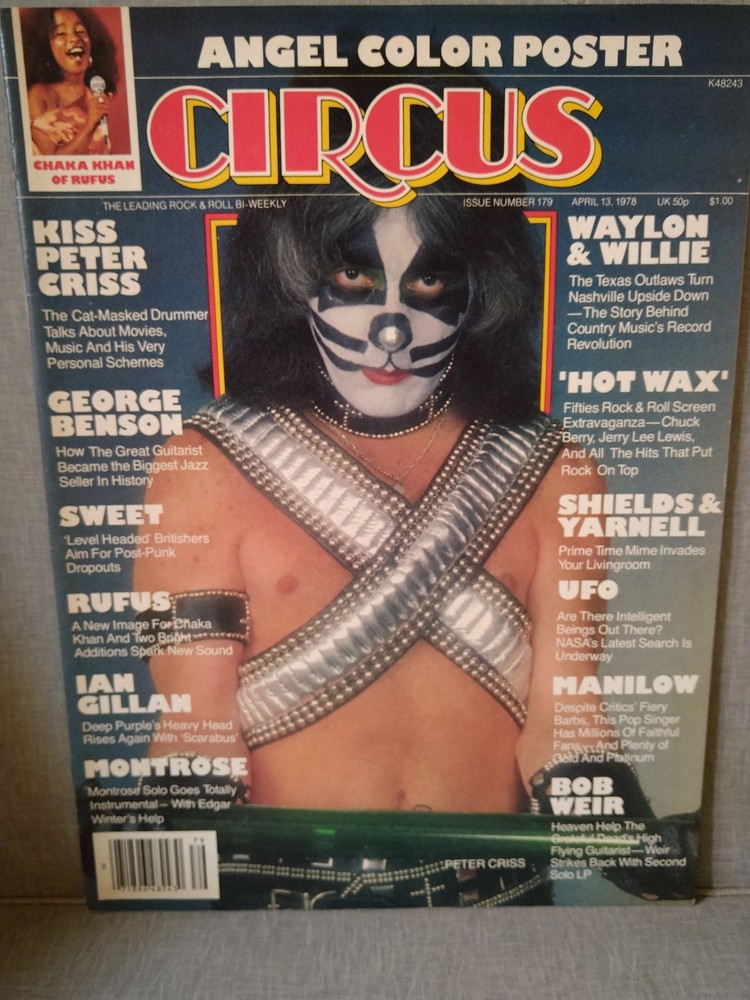 ANGEL COLOR POSTER
K48243
CIRCUS
CHAKA KHAN
OF RUFUS
THE LEADING ROCK & ROLL BI-WEEKLY
ISSUE NUMBER 179 APRIL 13, 1978 UK 50p $1.00
KISS
PETER
CRISS
The Cat-Masked Drummer
Talks About Movies,
Music And His Very
Personal Schemes
GEORGE
BENSON
How The Great Guitarist
Became the Biggest Jazz
Seller In History
SWEET
'Level Headed' Britishers
Aim For Post-Punk
Dropouts
RUFUS
A New Image For Chaka
Khan And Two Bright
Additions Spark New Sound
IAN
GILLAN
Deep Purple's Heavy Head
Rises Again With 'Scarabus'
MONTROSE
Montrose Solo Goes Totally
Instrumental—With Edgar
Winter's Help
WAYLON
& WILLIE
The Texas Outlaws Turn
Nashville Upside Down
—The Story Behind
Country Music's Record
Revolution
'HOT WAX'
Fifties Rock & Roll Screen
Extravaganza—Chuck
Berry, Jerry Lee Lewis,
And All The Hits That Put
Rock On Top
SHIELDS &
YARNELL
Prime Time Mime Invades
Your Livingroom
UFO
Are There Intelligent
Beings Out There?
NASA's Latest Search Is
Underway
MANILOW
Despite Critics' Fiery
Barbs, This Pop Singer
Has Millions Of Faithful
Fans—And Plenty of
Gold And Platinum
BOB
WEIR
Heaven Help The
Grateful Dead's High
Flying Guitarist—Weir
Strikes Back With Second
Solo LP
PETER CRISS
79
0